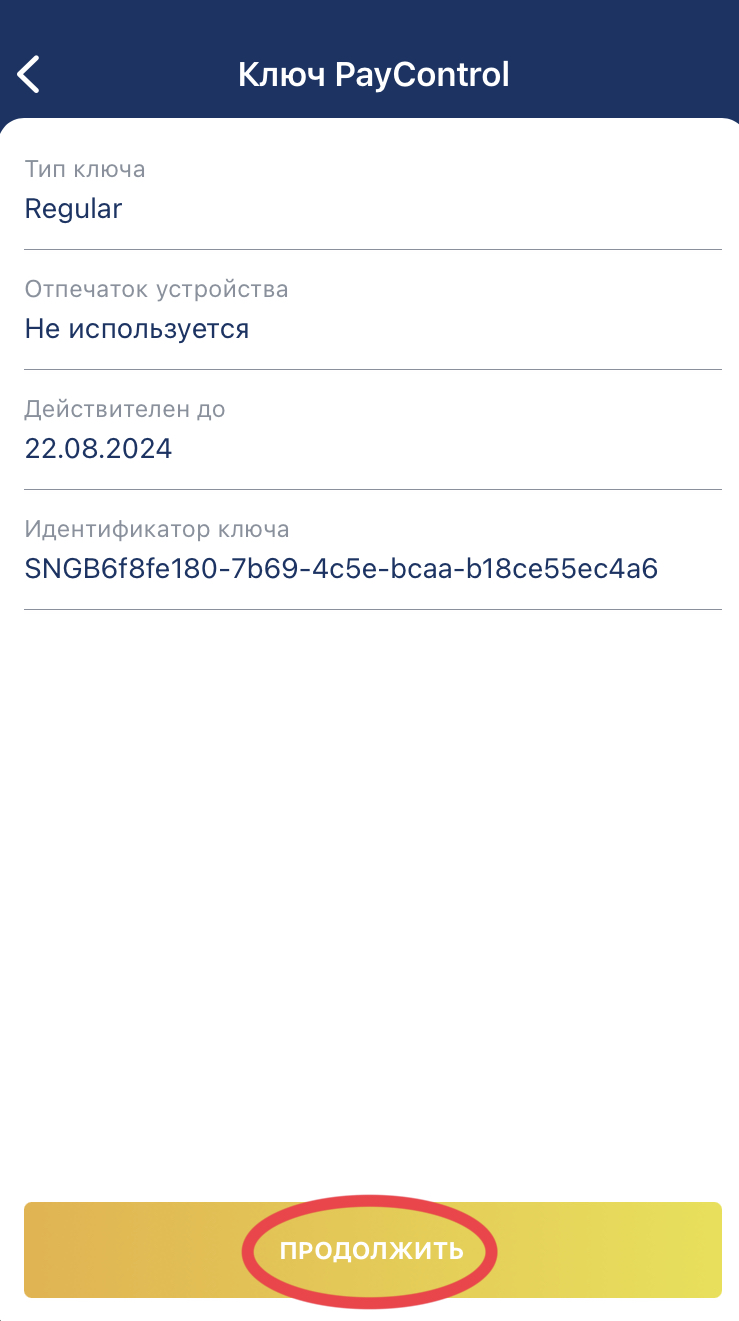 Ключ PayControl
Тип ключа
Regular
Отпечаток устройства
Не используется
Действителен до
22.08.2024
Идентификатор ключа
SNGB6f8fe180-7b69-4c5e-bcaa-b18ce55ec4a6
ПРОДОЛЖИТЬ